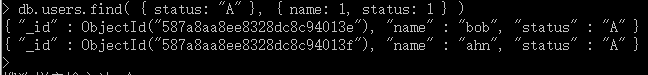 > db.users.find( { status: "A" }, { name: 1, status: 1 } )
{ "_id" : ObjectId("587a8aa8ee8328dc8c94013e"), "name" : "bob", "status" : "A" }
{ "_id" : ObjectId("587a8aa8ee8328dc8c94013f"), "name" : "ahn", "status" : "A" }
>